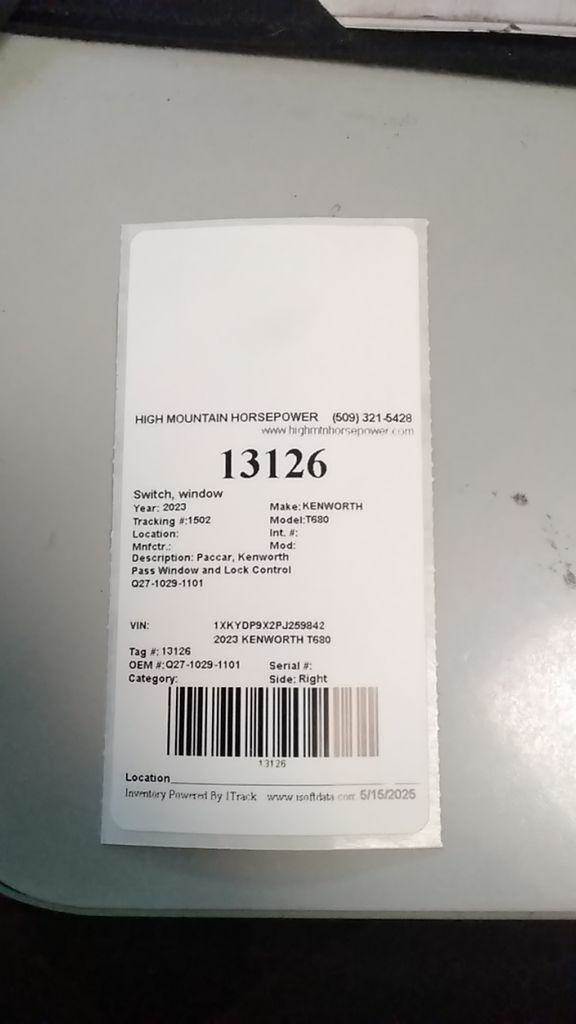 HIGH MOUNTAIN HORSEPOWER (509) 321-5428
www.highmtnhorsepower.com
13126
Switch, window
Year: 2023 Make: KENWORTH
Tracking #:1502 Model:T680
Location: Int. #:
Mnfctr.: Mod:
Description: Paccar, Kenworth
Pass Window and Lock Control
Q27-1029-1101
VIN: 1XKYDP9X2PJ259842
2023 KENWORTH T680
Tag #: 13126
OEM #:Q27-1029-1101 Serial #:
Category: Side: Right
13126
Location
Inventory Powered By ITrack www.isoftdata.com 5/15/2025